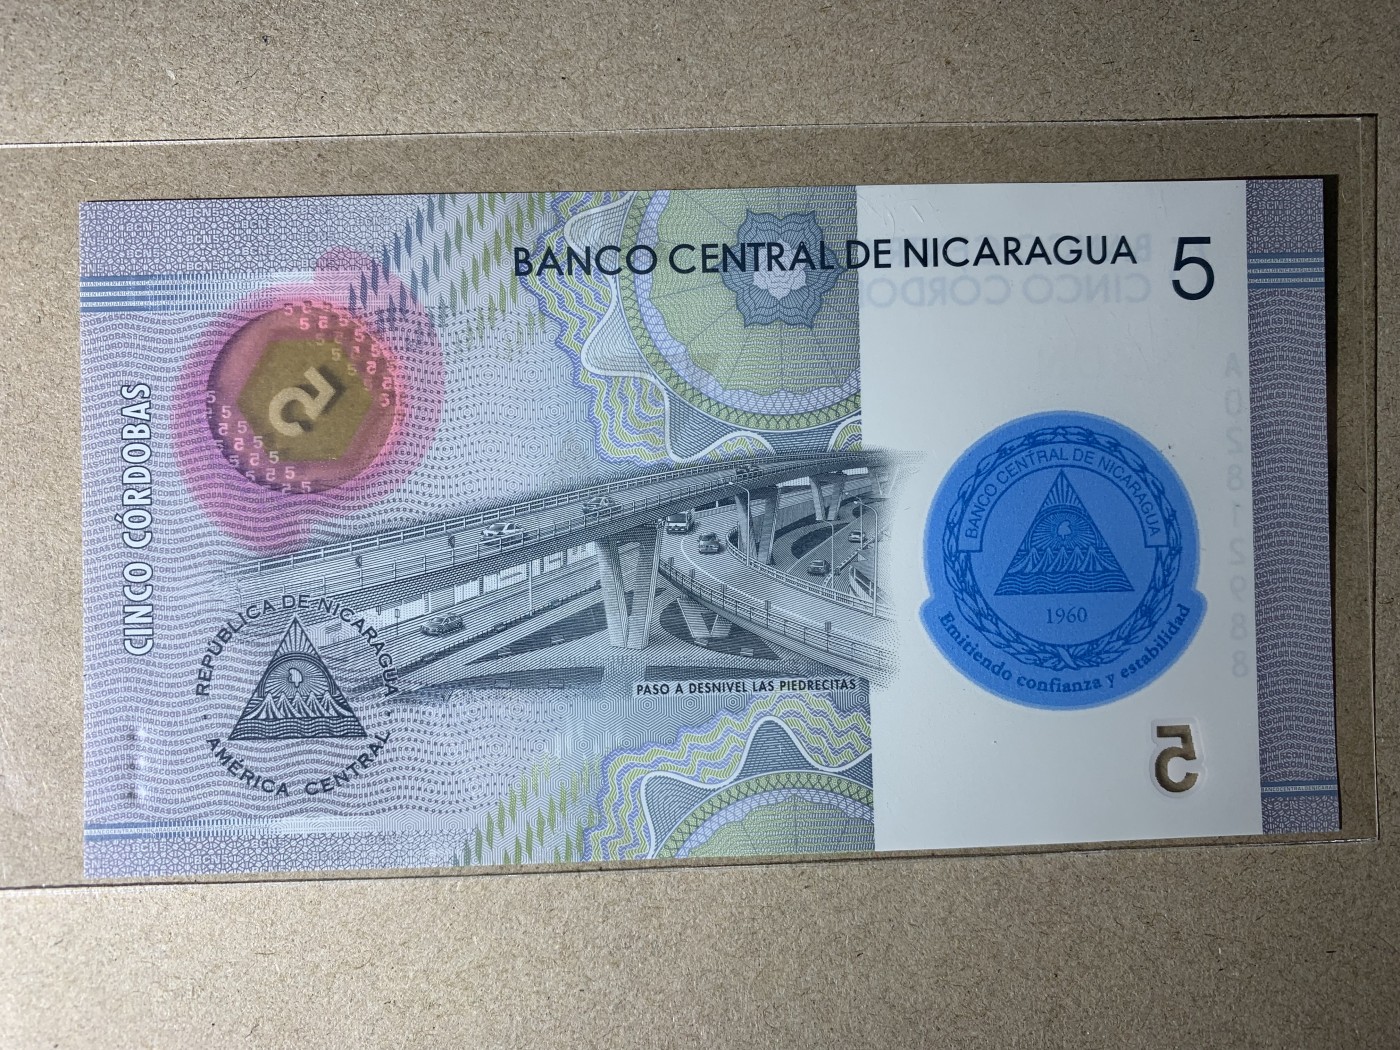 BANCO CENTRAL DE NICARAGUA 5
CINCO CÓRDOBAS
5
REPÚBLICA DE NICARAGUA
AMÉRICA CENTRAL
PASO A DESNIVEL LAS PIEDRECITAS
BANCO CENTRAL DE NICARAGUA
1960
Emitiendo confianza y estabilidad
5